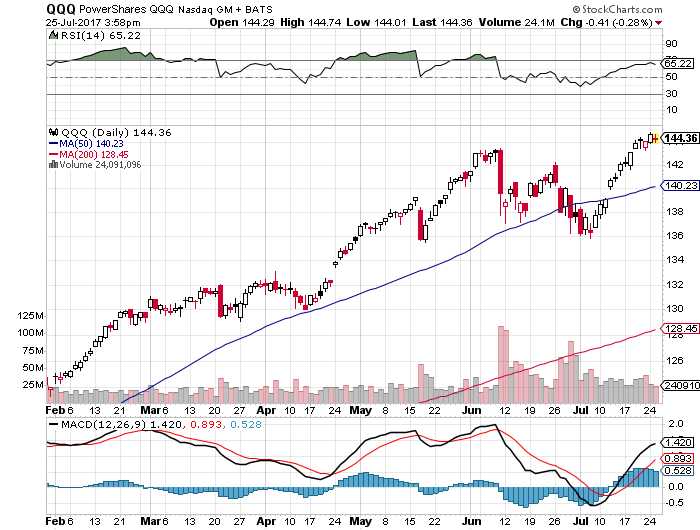 QQQ PowerShares QQQ Nasdaq GM + BATS © StockCharts.com
25-Jul-2017 3:58pm Open 144.29 High 144.74 Low 144.01 Last 144.36 Volume 24.1M Chg -0.41 (-0.28%)
RSI(14) 65.22
90
70
65.22
50
30
10
QQQ (Daily) 144.36
MA(50) 140.23
MA(200) 128.45
Volume 24,091,096
144.36
142
140.23
138
136
134
132
130
128.45
128
126
124
125M
100M
75M
50M
25M
240910
Feb 6 13 21 Mar 6 13 20 27 Apr 10 17 24 May 8 15 22 Jun 12 19 26 Jul 10 17 24
MACD(12,26,9) 1.420, 0.893, 0.528
2.0
1.420
0.893
0.528
0.0
-0.5
Feb 6 13 21 Mar 6 13 20 27 Apr 10 17 24 May 8 15 22 Jun 12 19 26 Jul 10 17 24